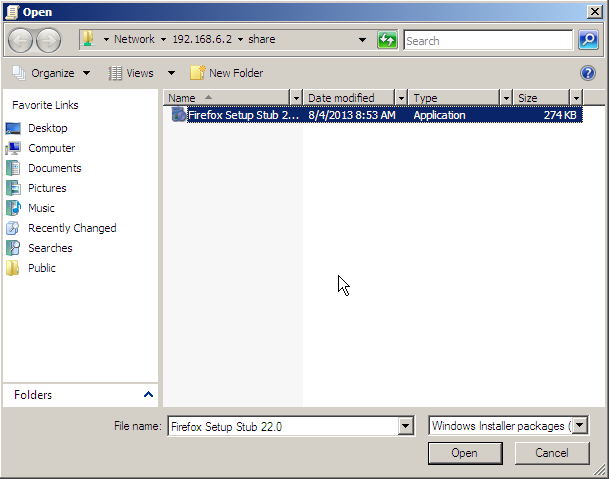 Open
Network 192.168.6.2 share
Search
Organize Views New Folder
Favorite Links
Name Date modified Type Size
Firefox Setup Stub 2... 8/4/2013 8:53 AM Application 274 KB
Desktop
Computer
Documents
Pictures
Music
Recently Changed
Searches
Public
Folders
File name: Firefox Setup Stub 22.0 Windows Installer packages (
Open Cancel